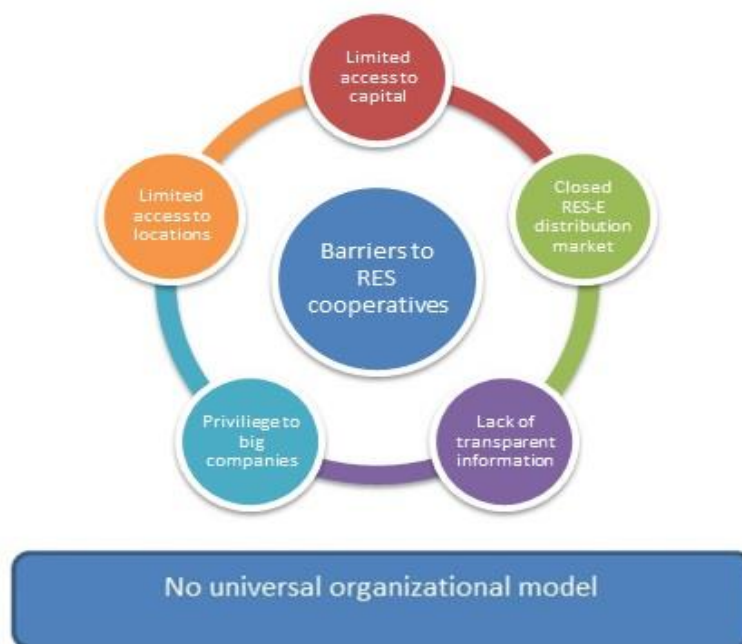 Limited
access to
capital
Closed
RES-E
distribution
market
Lack of
transparent
information
Priviliege to
big
companies
Limited
access to
locations
Barriers to
RES
cooperatives
No universal organizational model